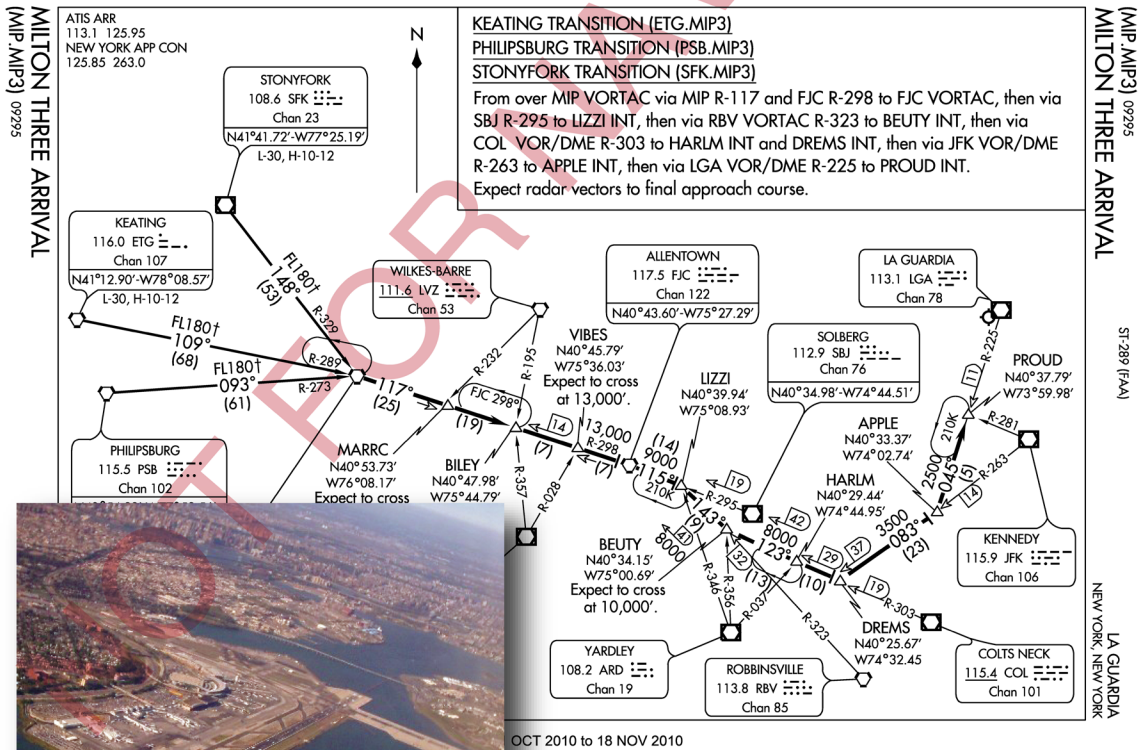 (MIP.MIP3) 09295
MILTON THREE ARRIVAL
ATIS ARR
113.1 125.95
NEW YORK APP CON
125.85 263.0
N
KEATING TRANSITION (ETG.MIP3)
PHILIPSBURG TRANSITION (PSB.MIP3)
STONYFORK TRANSITION (SFK.MIP3)
From over MIP VORTAC via MIP R-117 and FJC R-298 to FJC VORTAC, then via
SBJ R-295 to LIZZI INT, then via RBV VORTAC R-323 to BEUTY INT, then via
COL VOR/DME R-303 to HARLM INT and DREMS INT, then via JFK VOR/DME
R-263 to APPLE INT, then via LGA VOR/DME R-225 to PROUD INT.
Expect radar vectors to final approach course.
(MIP.MIP3) 09295
MILTON THREE ARRIVAL
ST-289 (FAA)
LA GUARDIA
NEW YORK, NEW YORK
STONYFORK
108.6 SFK
Chan 23
N41°41.72'-W77°25.19'
L-30, H-10-12
KEATING
116.0 ETG
Chan 107
N41°12.90'-W78°08.57'
L-30, H-10-12
FL180†
148°
(53)
R-329
FL180†
109°
(68)
R-289
FL180†
093°
(61)
R-273
PHILIPSBURG
115.5 PSB
Chan 102
WILKES-BARRE
111.6 LVZ
Chan 53
R-232
R-195
117°
(25)
FJC 298°
(19)
MARRC
N40°53.73'
W76°08.17'
Expect to cross
BILEY
N40°47.98'
W75°44.79'
R-357
R-028
VIBES
N40°45.79'
W75°36.03'
Expect to cross
at 13,000'.
14
(7)
13,000
R-298
(7)
ALLENTOWN
117.5 FJC
Chan 122
N40°43.60'-W75°27.29'
(14)
9000
115°
210K
LIZZI
N40°39.94'
W75°08.93'
SOLBERG
112.9 SBJ
Chan 76
N40°34.98'-W74°44.51'
19
R-295
143°
(9)
41
8000
BEUTY
N40°34.15'
W75°00.69'
Expect to cross
at 10,000'.
32
R-346
R-356
R-037
42
8000
123°
(13)
29
(10)
37
HARLM
N40°29.44'
W74°44.95'
YARDLEY
108.2 ARD
Chan 19
ROBBINSVILLE
113.8 RBV
Chan 85
R-323
DREMS
N40°25.67'
W74°32.45
19
R-303
COLTS NECK
115.4 COL
Chan 101
3500
083°
(23)
APPLE
N40°33.37'
W74°02.74'
LA GUARDIA
113.1 LGA
Chan 78
R-225
11
210K
2500
045°
(5)
14
PROUD
N40°37.79'
W73°59.98'
R-281
R-263
KENNEDY
115.9 JFK
Chan 106
OCT 2010 to 18 NOV 2010